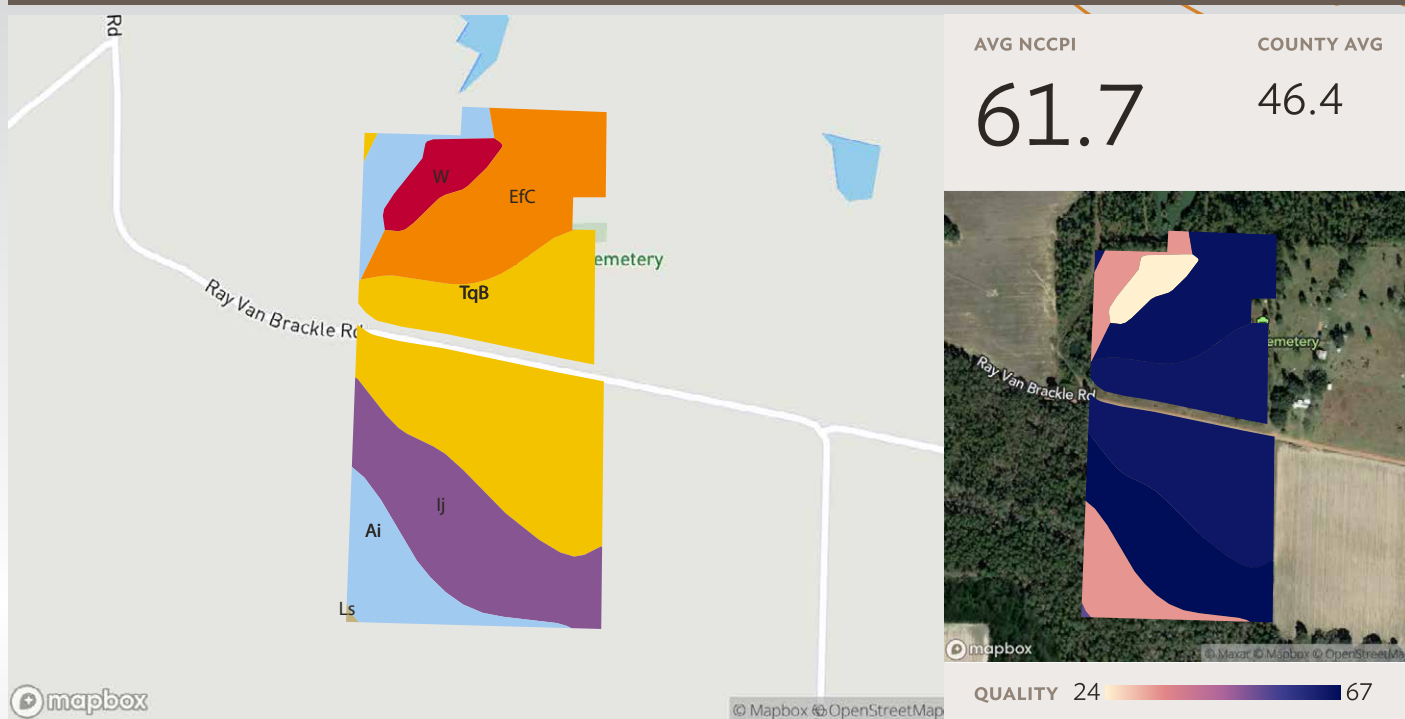 Rd
W
EfC
emetery
TqB
Ray Van Brackle Rd
Ij
Ai
Ls
mapbox
© Mapbox © OpenStreetMap
AVG NCCPI
COUNTY AVG
61.7
46.4
emetery
Ray Van Brackle Rd
mapbox
© Maxar © Mapbox © OpenStreetMa
QUALITY 24 67